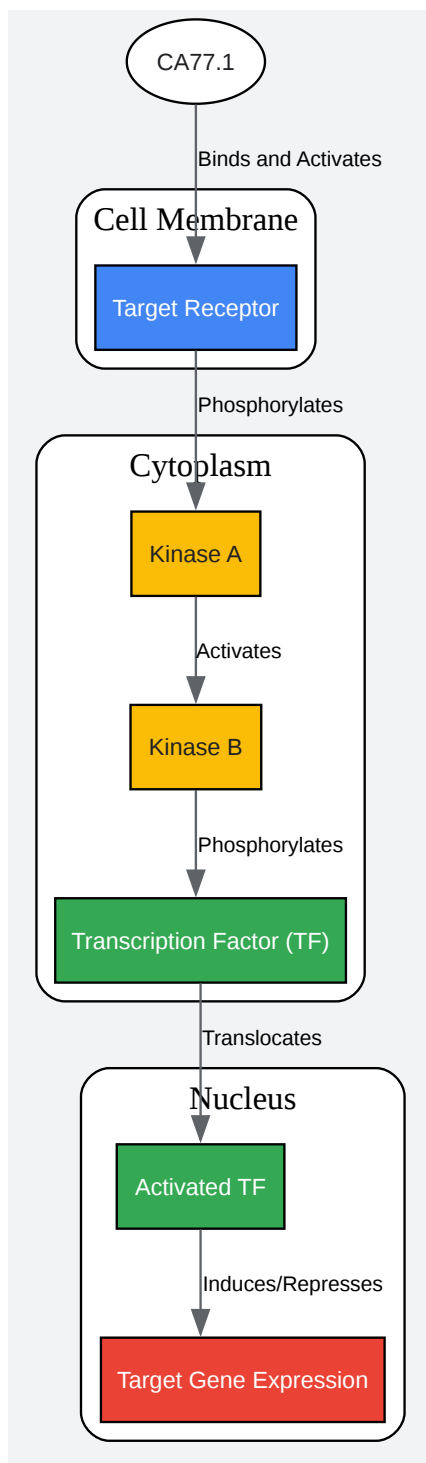 CA77.1
Binds and Activates
Cell Membrane
Target Receptor
Phosphorylates
Cytoplasm
Kinase A
Activates
Kinase B
Phosphorylates
Transcription Factor (TF)
Translocates
Nucleus
Activated TF
Induces/Represses
Target Gene Expression